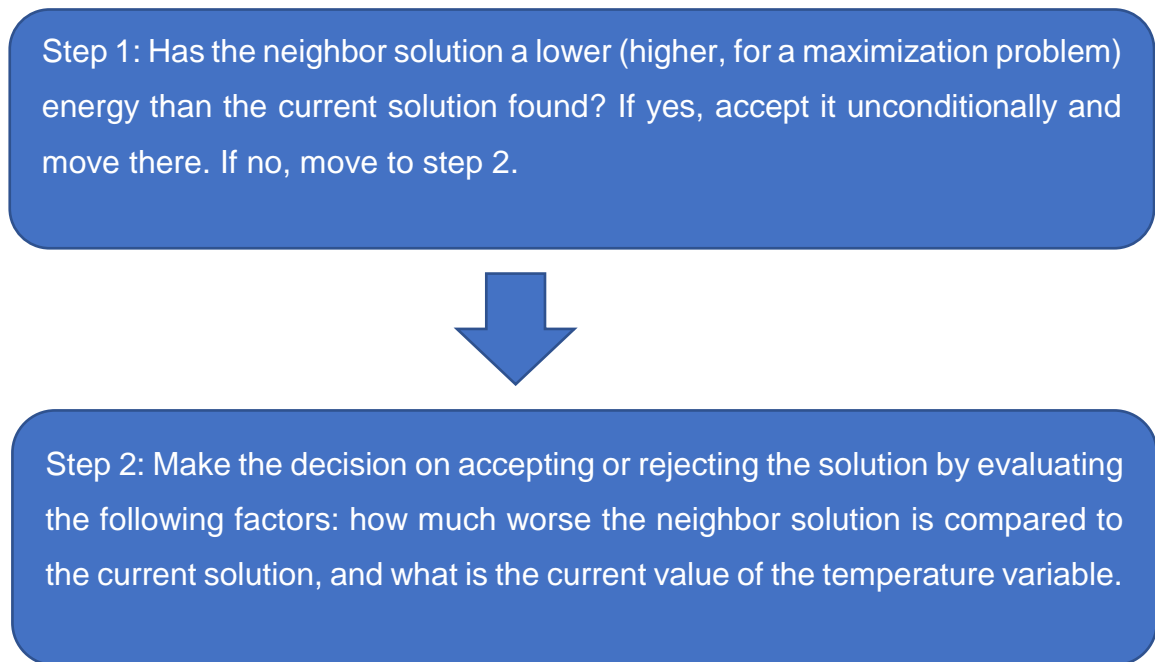 Step 1: Has the neighbor solution a lower (higher, for a maximization problem)
energy than the current solution found? If yes, accept it unconditionally and
move there. If no, move to step 2.
Step 2: Make the decision on accepting or rejecting the solution by evaluating
the following factors: how much worse the neighbor solution is compared to
the current solution, and what is the current value of the temperature variable.